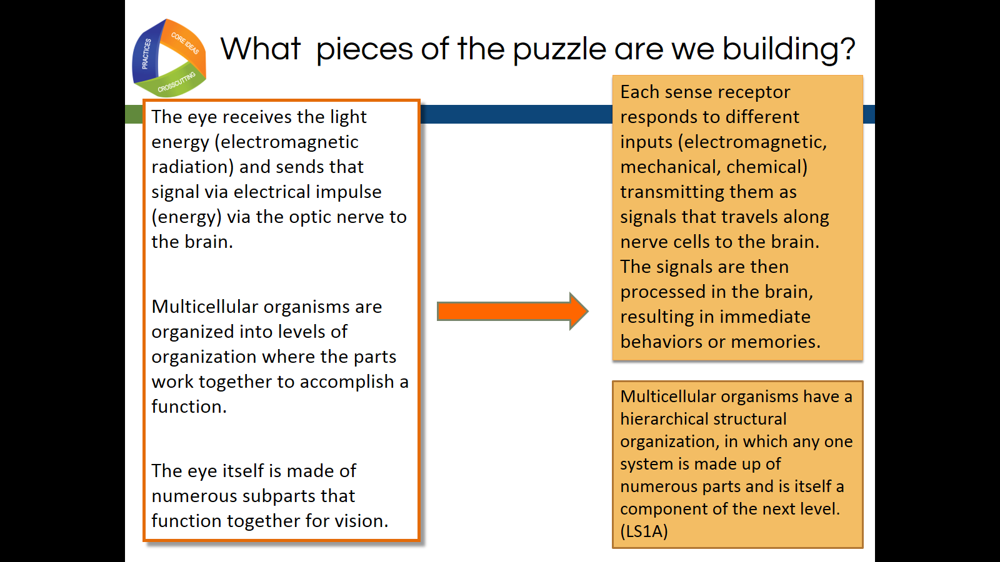 PRACTICES
CORE IDEAS
CROSSCUTTING
What pieces of the puzzle are we building?
The eye receives the light
energy (electromagnetic
radiation) and sends that
signal via electrical impulse
(energy) via the optic nerve to
the brain.
Multicellular organisms are
organized into levels of
organization where the parts
work together to accomplish a
function.
The eye itself is made of
numerous subparts that
function together for vision.
Each sense receptor
responds to different
inputs (electromagnetic,
mechanical, chemical)
transmitting them as
signals that travels along
nerve cells to the brain.
The signals are then
processed in the brain,
resulting in immediate
behaviors or memories.
Multicellular organisms have a
hierarchical structural
organization, in which any one
system is made up of
numerous parts and is itself a
component of the next level.
(LS1A)